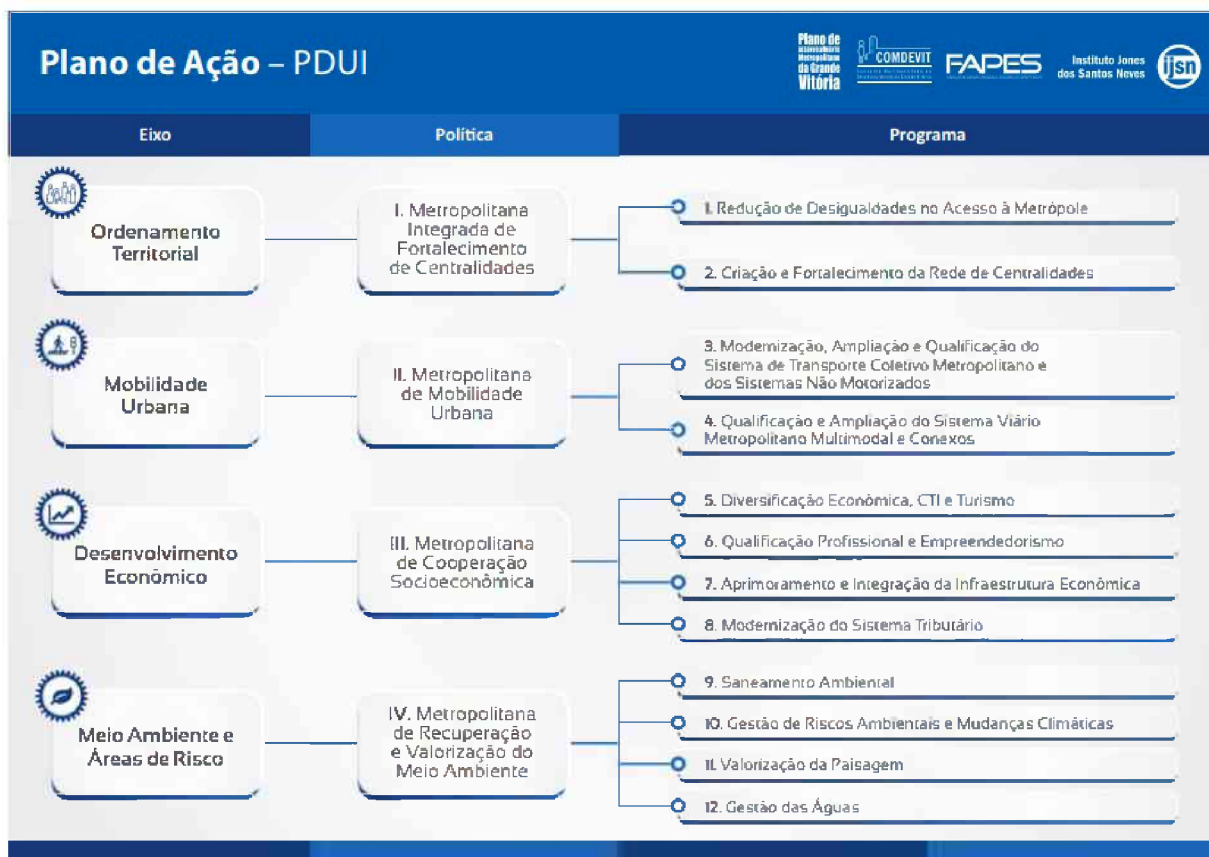 Plano de Ação – PDUI
Plano de
Metropolitano
da Grande
Vitória
COMDEVIT
FAPES
Instituto Jones
dos Santos Neves
ijsn
Eixo
Política
Programa
Ordenamento
Territorial
I. Metropolitana
Integrada de
Fortalecimento
de Centralidades
1. Redução de Desigualdades no Acesso à Metrópole
2. Criação e Fortalecimento da Rede de Centralidades
Mobilidade
Urbana
II. Metropolitana
de Mobilidade
Urbana
3. Modernização, Ampliação e Qualificação do
Sistema de Transporte Coletivo Metropolitano e
dos Sistemas Não Motorizados
4. Qualificação e Ampliação do Sistema Viário
Metropolitano Multimodal e Conexos
Desenvolvimento
Econômico
III. Metropolitana
de Cooperação
Socioeconômica
5. Diversificação Econômica, CTI e Turismo
6. Qualificação Profissional e Empreendedorismo
7. Aprimoramento e Integração da Infraestrutura Econômica
8. Modernização do Sistema Tributário
Meio Ambiente e
Áreas de Risco
IV. Metropolitana
de Recuperação
e Valorização do
Meio Ambiente
9. Saneamento Ambiental
10. Gestão de Riscos Ambientais e Mudanças Climáticas
11. Valorização da Paisagem
12. Gestão das Águas